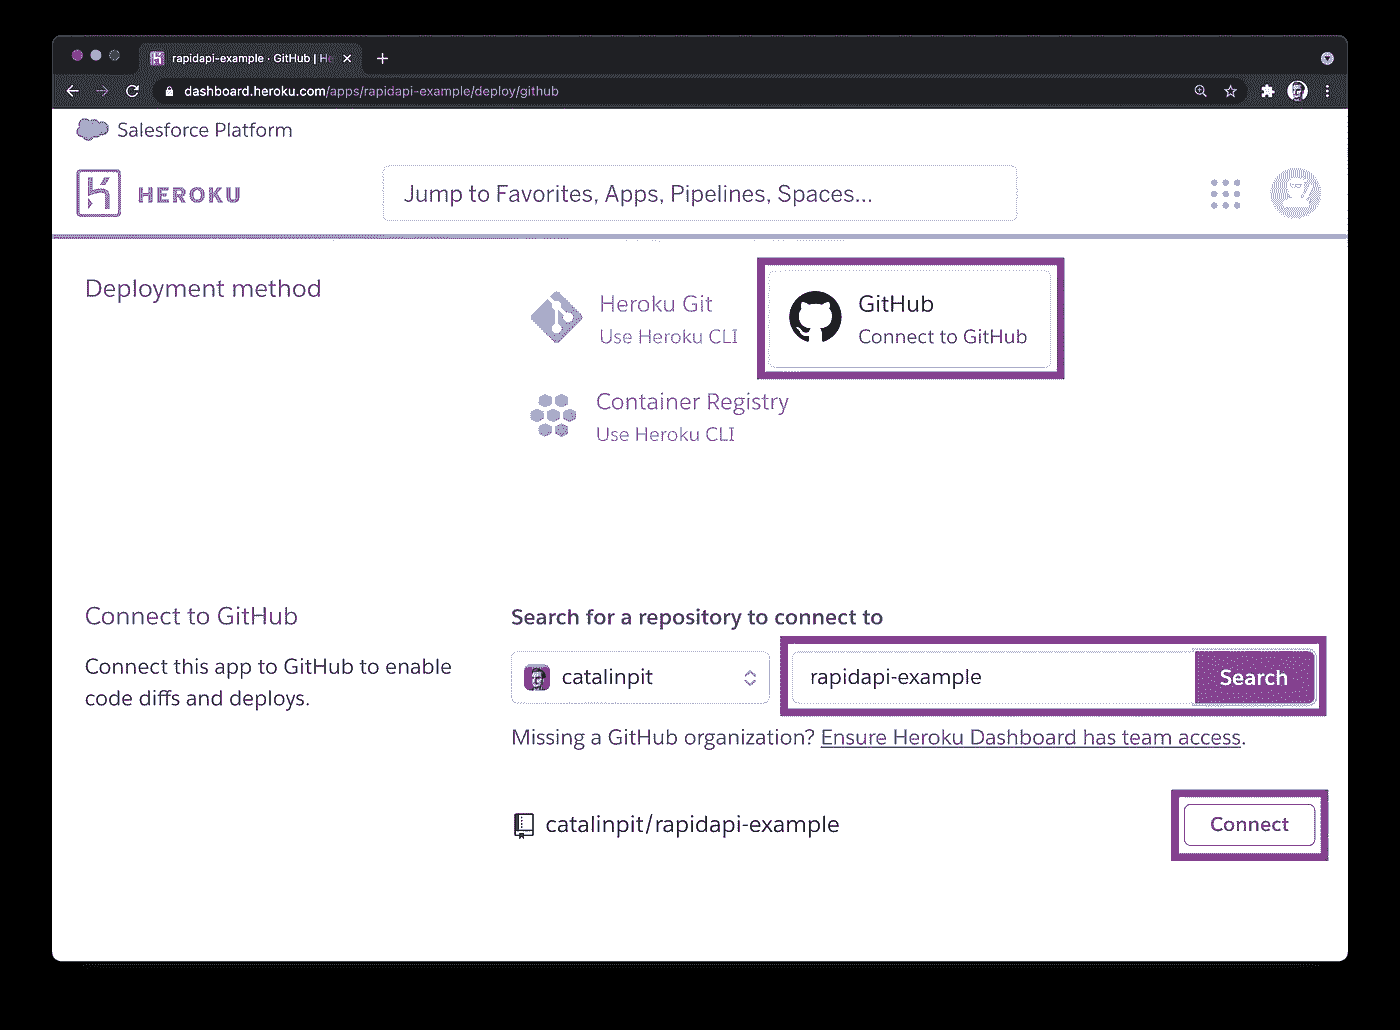 rapidapi-example · GitHub | He
dashboard.heroku.com/apps/rapidapi-example/deploy/github
Salesforce Platform
HEROKU
Jump to Favorites, Apps, Pipelines, Spaces...
Deployment method
Heroku Git
Use Heroku CLI
GitHub
Connect to GitHub
Container Registry
Use Heroku CLI
Connect to GitHub
Connect this app to GitHub to enable
code diffs and deploys.
Search for a repository to connect to
catalinpit
rapidapi-example
Search
Missing a GitHub organization? Ensure Heroku Dashboard has team access.
catalinpit/rapidapi-example
Connect